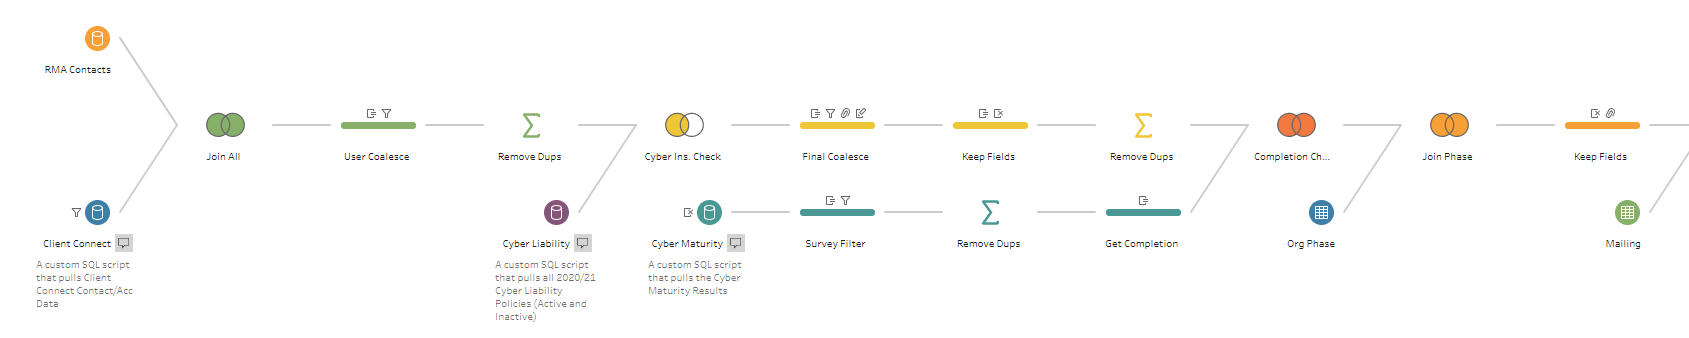 RMA Contacts
Join All
User Coalesce
Remove Dups
Cyber Ins. Check
Final Coalesce
Keep Fields
Remove Dups
Completion Ch...
Join Phase
Keep Fields
Client Connect
A custom SQL script
that pulls Client
Connect Contact/Acc
Data
Cyber Liability
A custom SQL script
that pulls all 2020/21
Cyber Liability
Policies (Active and
Inactive)
Cyber Maturity
A custom SQL script
that pulls the Cyber
Maturity Results
Survey Filter
Remove Dups
Get Completion
Org Phase
Mailing